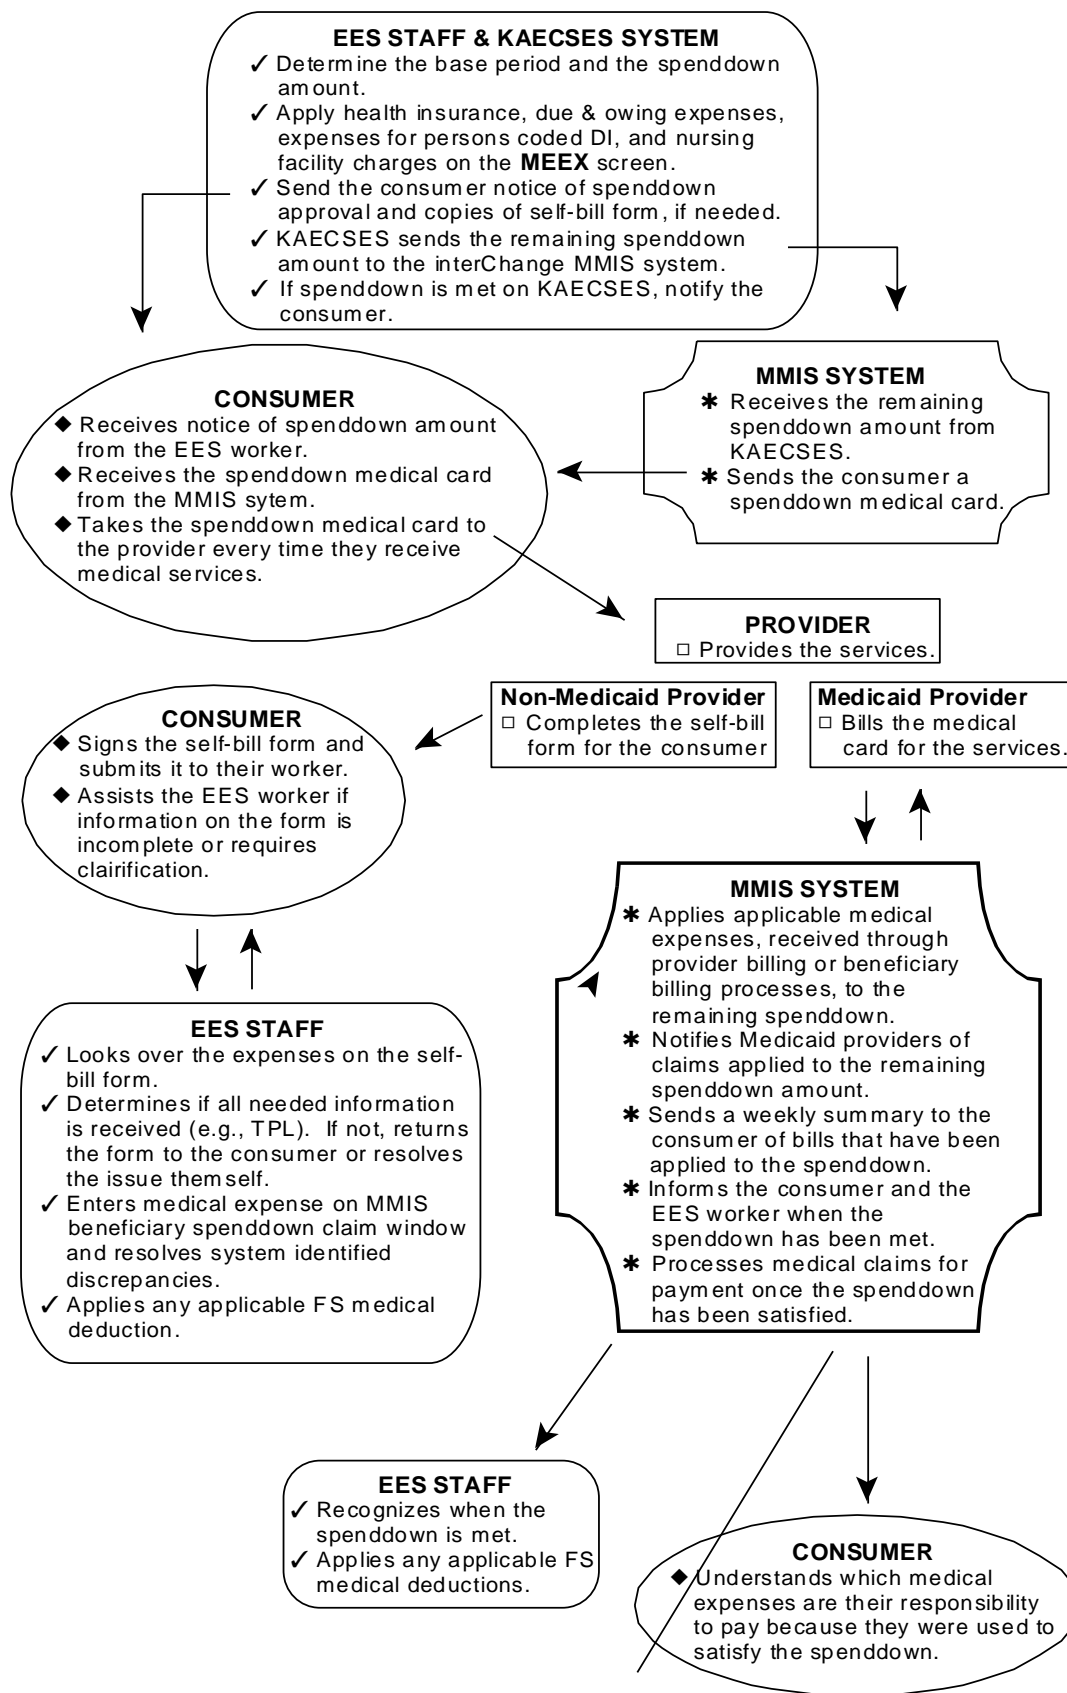 EES STAFF & KAECSES SYSTEM
✓ Determine the base period and the spenddown
amount.
✓ Apply health insurance, due & owing expenses,
expenses for persons coded DI, and nursing
facility charges on the MEEX screen.
✓ Send the consumer notice of spenddown
approval and copies of self-bill form, if needed.
✓ KAECSES sends the remaining spenddown
amount to the interChange MMIS system.
✓ If spenddown is met on KAECSES, notify the
consumer.
CONSUMER
◆ Receives notice of spenddown amount
from the EES worker.
◆ Receives the spenddown medical card
from the MMIS sytem.
◆ Takes the spenddown medical card to
the provider every time they receive
medical services.
MMIS SYSTEM
✱ Receives the remaining
spenddown amount from
KAECSES.
✱ Sends the consumer a
spenddown medical card.
PROVIDER
□ Provides the services.
Non-Medicaid Provider
□ Completes the self-bill
form for the consumer
Medicaid Provider
□ Bills the medical
card for the services.
CONSUMER
◆ Signs the self-bill form and
submits it to their worker.
◆ Assists the EES worker if
information on the form is
incomplete or requires
clairification.
MMIS SYSTEM
✱ Applies applicable medical
expenses, received through
provider billing or beneficiary
billing processes, to the
remaining spenddown.
✱ Notifies Medicaid providers of
claims applied to the remaining
spenddown amount.
✱ Sends a weekly summary to the
consumer of bills that have been
applied to the spenddown.
✱ Informs the consumer and the
EES worker when the
spenddown has been met.
✱ Processes medical claims for
payment once the spenddown
has been satisfied.
EES STAFF
✓ Looks over the expenses on the self-
bill form.
✓ Determines if all needed information
is received (e.g., TPL).  If not, returns
the form to the consumer or resolves
the issue themself.
✓ Enters medical expense on MMIS
beneficiary spenddown claim window
and resolves system identified
discrepancies.
✓ Applies any applicable FS medical
deduction.
EES STAFF
✓ Recognizes when the
spenddown is met.
✓ Applies any applicable FS
medical deductions.
CONSUMER
◆ Understands which medical
expenses are their responsibility
to pay because they were used to
satisfy the spenddown.